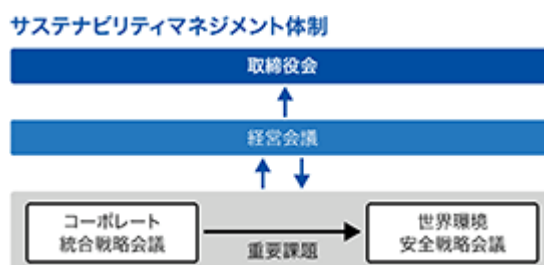 サステナビリティマネジメント体制
取締役会
経営会議
コーポレート
統合戦略会議
重要課題
世界環境
安全戦略会議